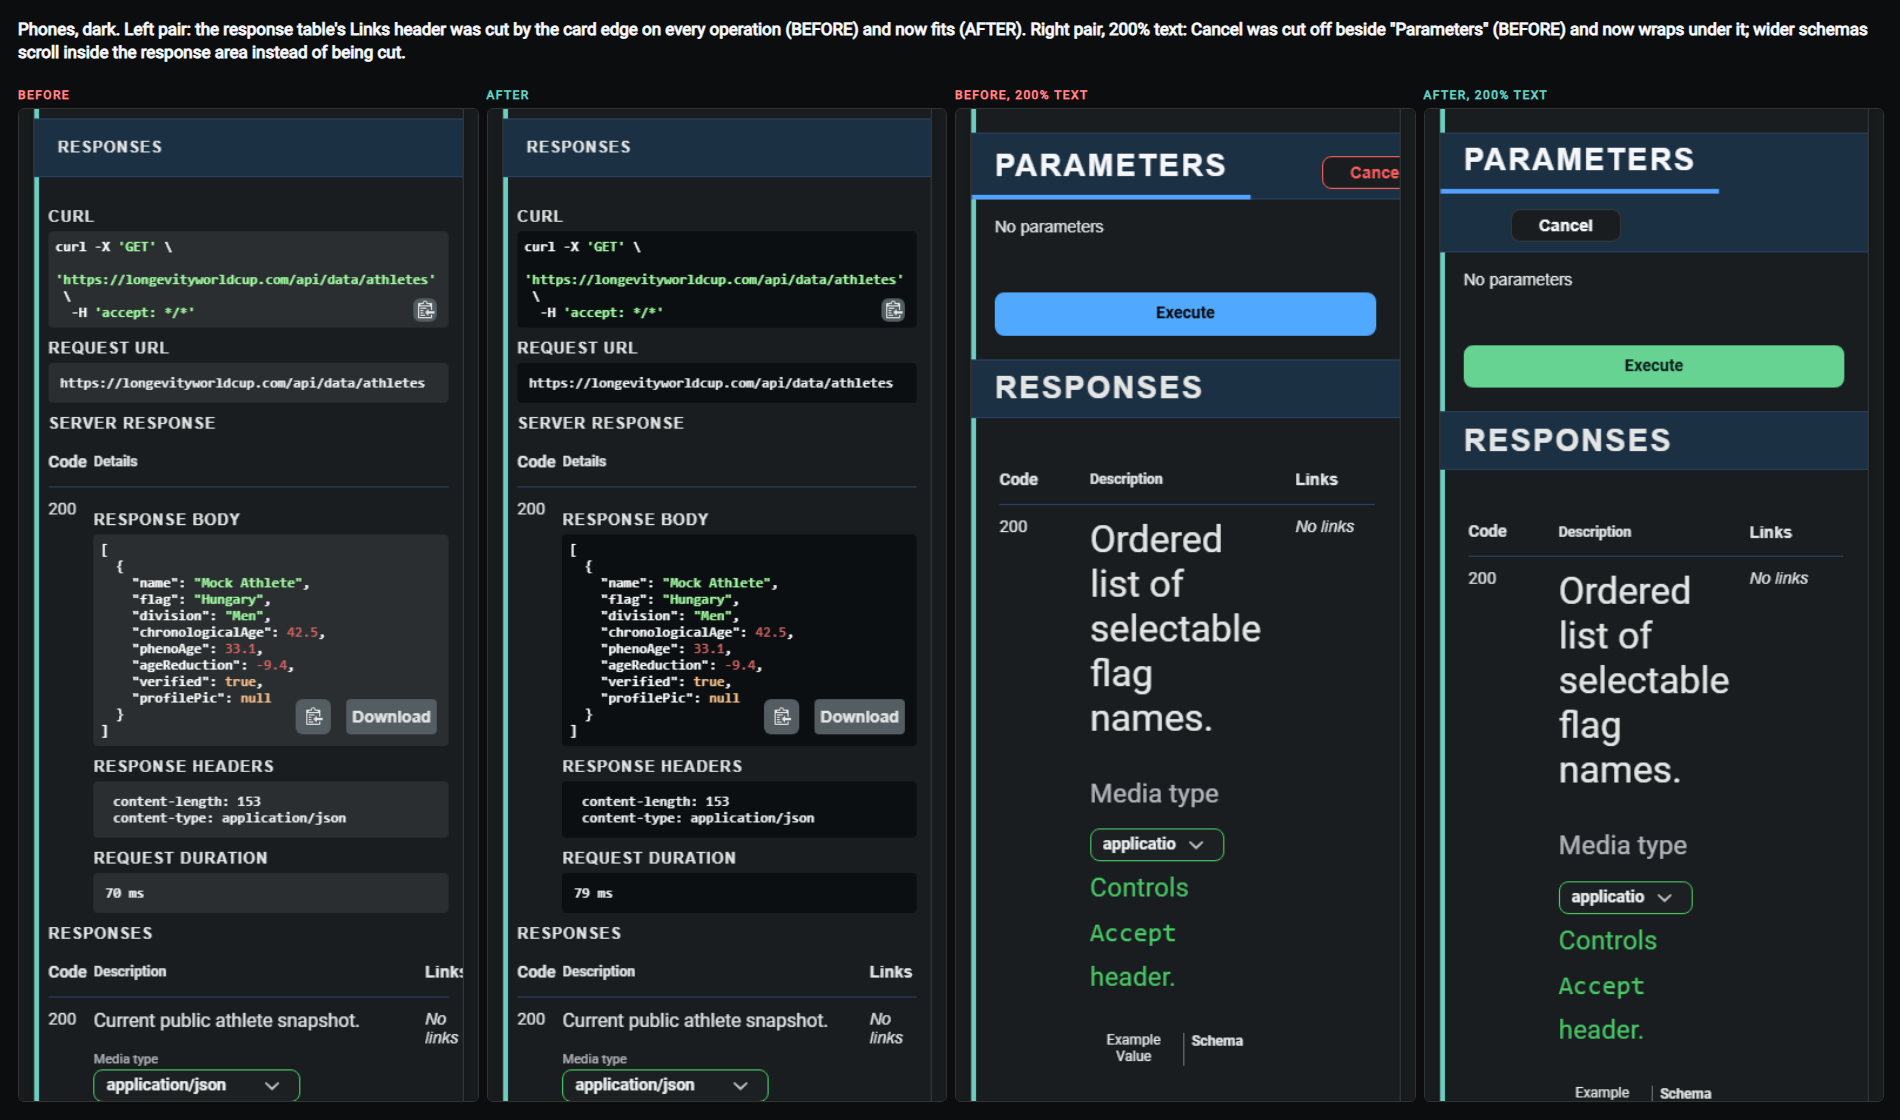 Phones, dark. Left pair: the response table's Links header was cut by the card edge on every operation (BEFORE) and now fits (AFTER). Right pair, 200% text: Cancel was cut off beside "Parameters" (BEFORE) and now wraps under it; wider schemas
scroll inside the response area instead of being cut.
BEFORE
RESPONSES
CURL
curl -X 'GET' \
'https://longevityworldcup.com/api/data/athletes'
\
-H 'accept: */*'
REQUEST URL
https://longevityworldcup.com/api/data/athletes
SERVER RESPONSE
Code Details
200
RESPONSE BODY
[
{
"name": "Mock Athlete",
"flag": "Hungary",
"division": "Men",
"chronologicalAge": 42.5,
"phenoAge": 33.1,
"ageReduction": -9.4,
"verified": true,
"profilePic": null
}
]
Download
RESPONSE HEADERS
content-length: 153
content-type: application/json
REQUEST DURATION
70 ms
RESPONSES
Code Description Links
200 Current public athlete snapshot. No
links
Media type
application/json
AFTER
RESPONSES
CURL
curl -X 'GET' \
'https://longevityworldcup.com/api/data/athletes'
\
-H 'accept: */*'
REQUEST URL
https://longevityworldcup.com/api/data/athletes
SERVER RESPONSE
Code Details
200
RESPONSE BODY
[
{
"name": "Mock Athlete",
"flag": "Hungary",
"division": "Men",
"chronologicalAge": 42.5,
"phenoAge": 33.1,
"ageReduction": -9.4,
"verified": true,
"profilePic": null
}
]
Download
RESPONSE HEADERS
content-length: 153
content-type: application/json
REQUEST DURATION
79 ms
RESPONSES
Code Description Links
200 Current public athlete snapshot. No
links
Media type
application/json
BEFORE, 200% TEXT
PARAMETERS Cance
No parameters
Execute
RESPONSES
Code Description Links
200 Ordered No links
list of
selectable
flag
names.
Media type
applicatio
Controls
Accept
header.
Example Schema
Value
AFTER, 200% TEXT
PARAMETERS
Cancel
No parameters
Execute
RESPONSES
Code Description Links
200 Ordered No links
list of
selectable
flag
names.
Media type
applicatio
Controls
Accept
header.
Example Schema